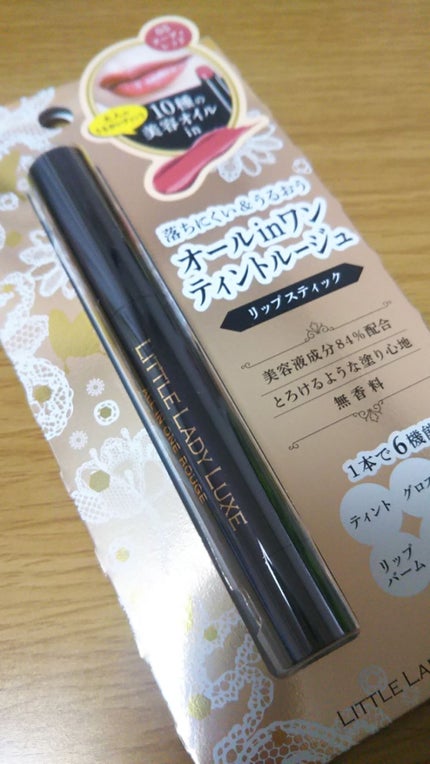 10種の
美容オイル
in
落ちにくい&うるおう
オールinワン
ティントルージュ
リップスティック
美容液成分84%配合
とろけるような塗り心地
無香料
1本で6機能
ティント
グロス
リップ
バーム
LITTLE LADY LUXE
ALL IN ONE ROUGE
LITTLE LA